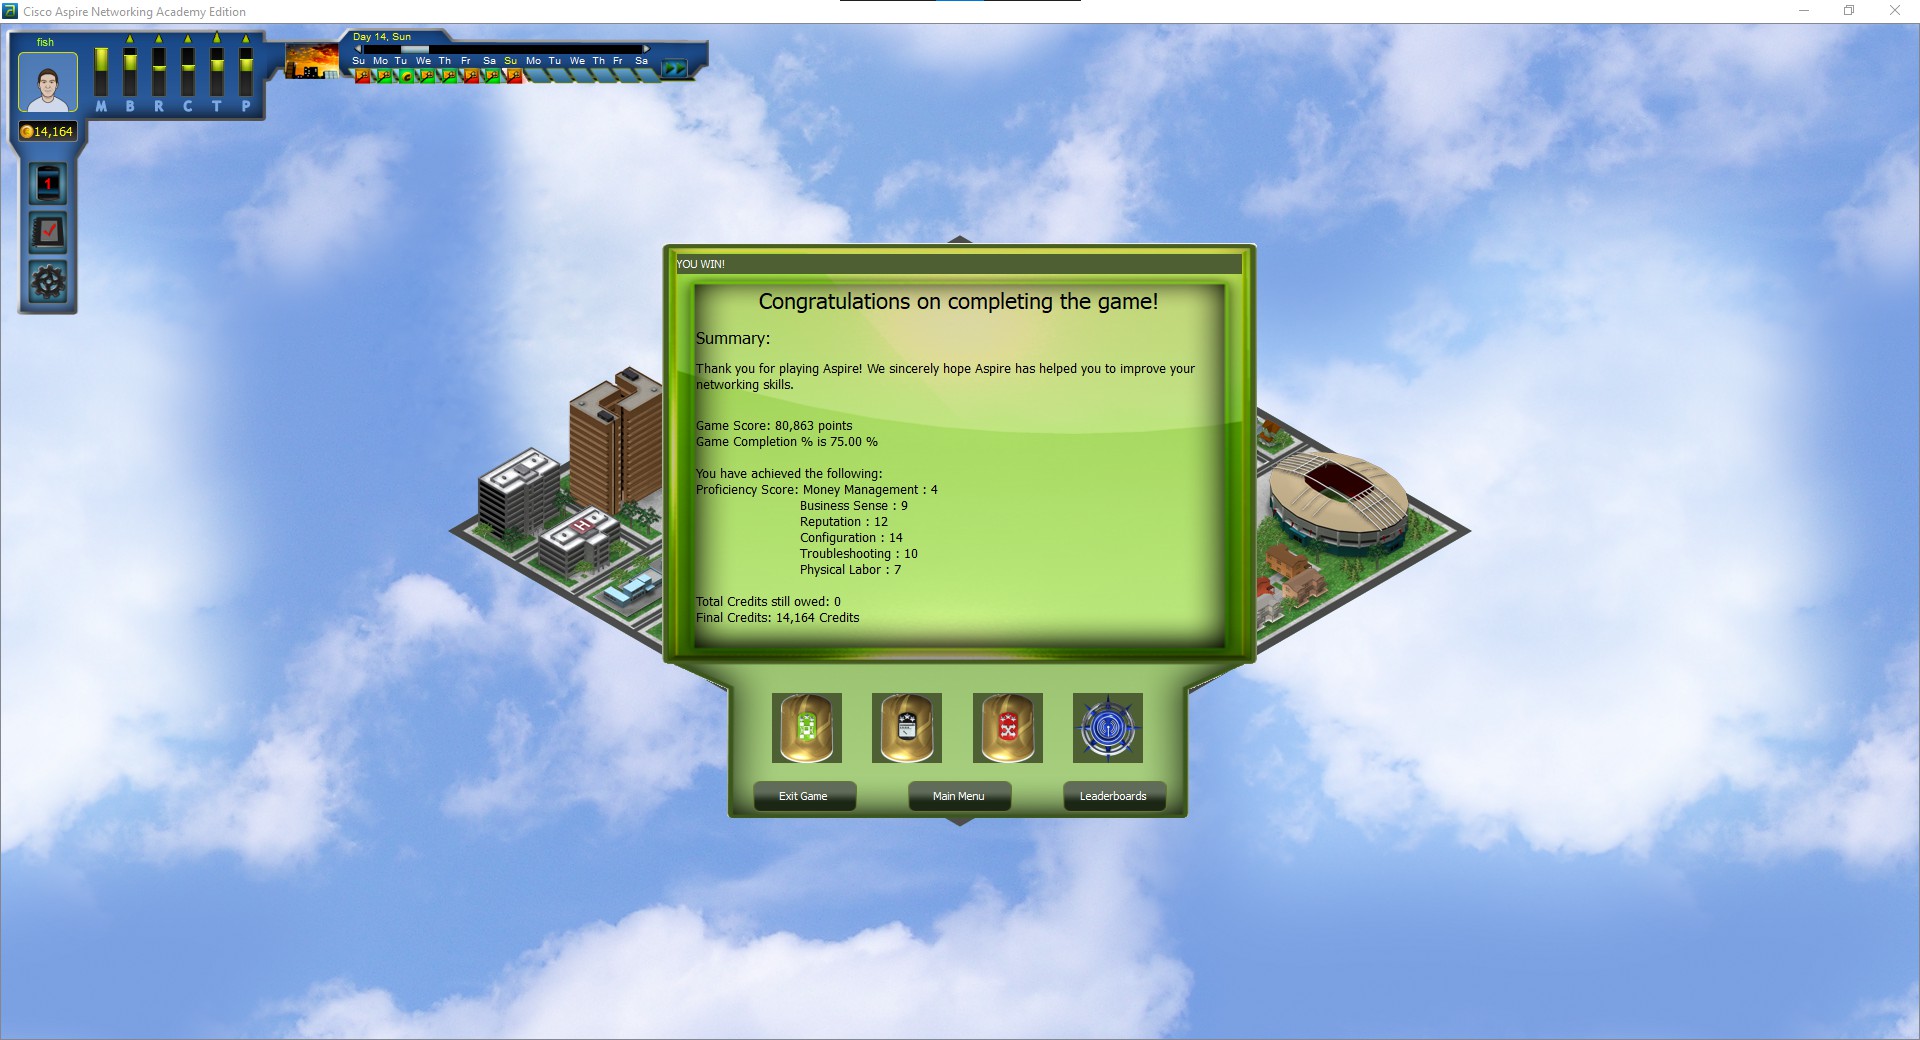 Cisco Aspire Networking Academy Edition
fish
M B R C T P
14,164
1
Day 14, Sun
Su Mo Tu We Th Fr Sa Su Mo Tu We Th Fr Sa
YOU WIN!
Congratulations on completing the game!
Summary:
Thank you for playing Aspire! We sincerely hope Aspire has helped you to improve your
networking skills.
Game Score: 80,863 points
Game Completion % is 75.00 %
You have achieved the following:
Proficiency Score: Money Management : 4
Business Sense : 9
Reputation : 12
Configuration : 14
Troubleshooting : 10
Physical Labor : 7
Total Credits still owed: 0
Final Credits: 14,164 Credits
H
Exit Game
Main Menu
Leaderboards